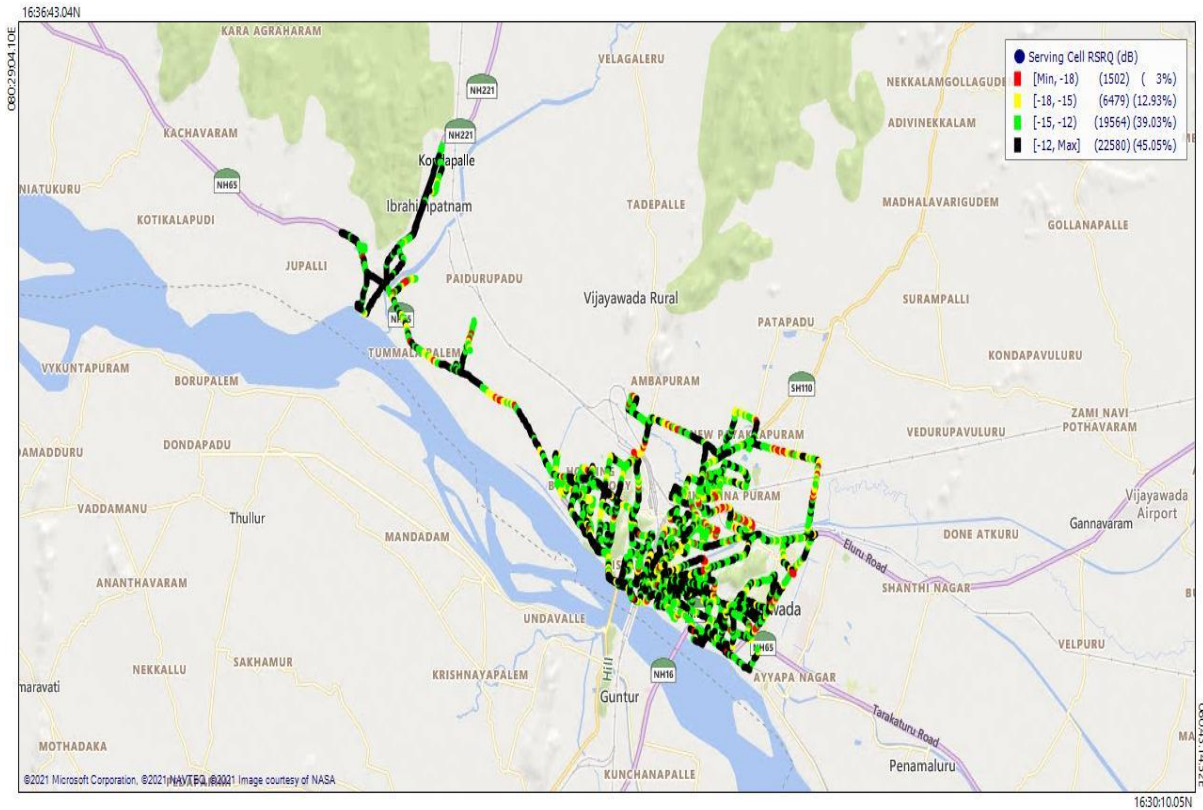 16:36:43.04N
080:29:04.10E
KARA AGRAHARAM
VELAGALERU
Serving Cell RSRQ (dB)
[Min, -18) (1502) ( 3%)
[-18, -15) (6479) (12.93%)
[-15, -12) (19564) (39.03%)
[-12, Max] (22580) (45.05%)
NH221
NEKKALAMGOLLAGUDE
ADIVINEKKALAM
KACHAVARAM
NH221
Kondapalle
NH65
NIATUKURU
Ibrahimpatnam
TADEPALLE
MADHALAVARIGUDEM
KOTIKALAPUDI
GOLLANAPALLE
JUPALLI
PAIDURUPADU
Vijayawada Rural
SURAMPALLI
PATAPADU
TUMMALAPALEM
KONDAPAVULURU
VYKUNTAPURAM
BORUPALEM
AMBAPURAM
SH110
ZAMI NAVI
POTHAVARAM
DONDAPADU
VEDURUPAVULURU
DAMADDURU
VADDAMANU
Thullur
Vijayawada
Airport
Gannavaram
MANDADAM
DONE ATKURU
Eluru Road
ANANTHAVARAM
SHANTHI NAGAR
UNDAVALLE
VELPURU
NEKKALLU
SAKHAMUR
KRISHNAYAPALEM
Hill
NH65
NH16
AYYAPA NAGAR
maravati
Guntur
Tarakaturu Road
MOTHADAKA
Penamaluru
KUNCHANAPALLE
©2021 Microsoft Corporation, ©2021 NAVTEQ, ©2021 Image courtesy of NASA
16:30:10.05N